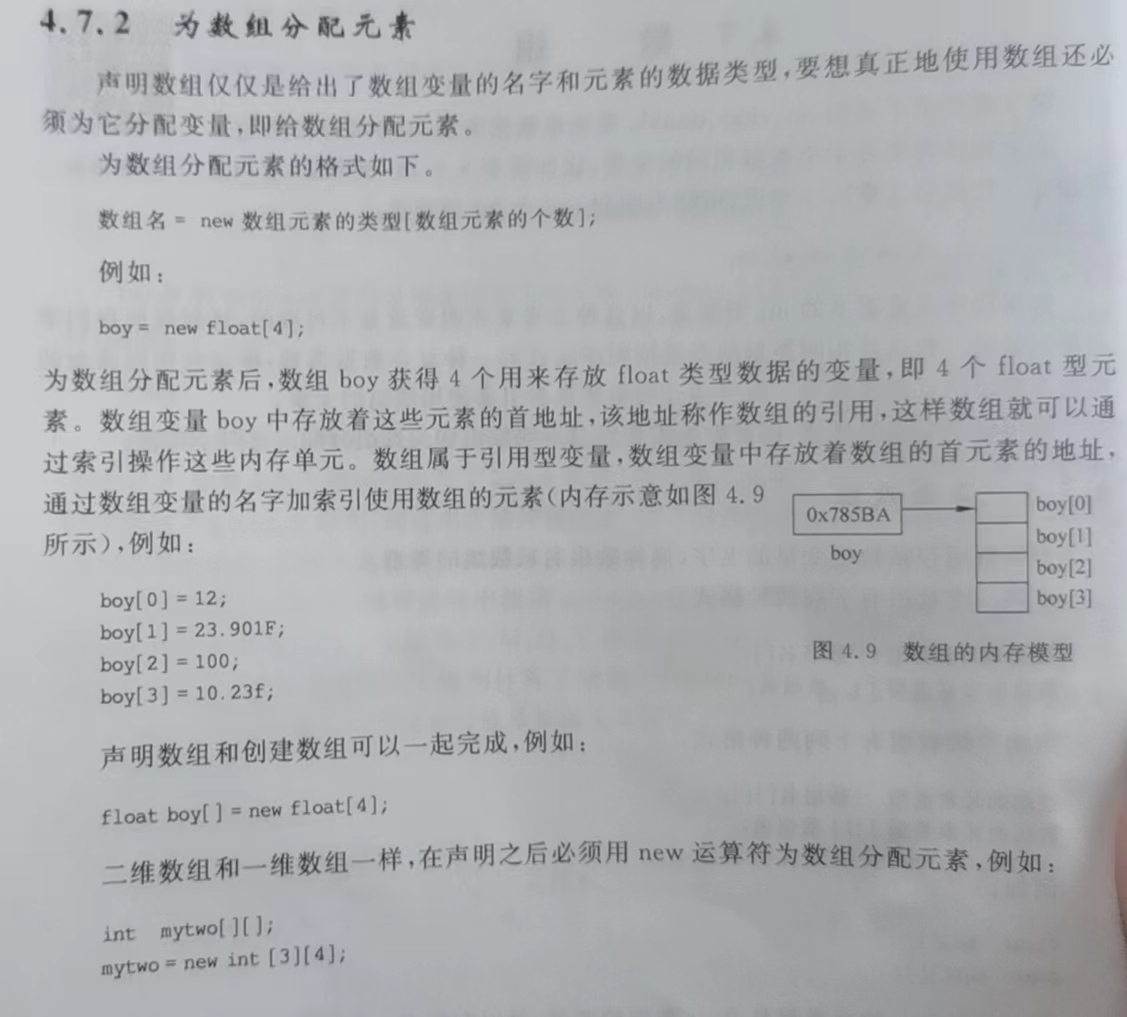 4.7.2 为数组分配元素
声明数组仅仅是给出了数组变量的名字和元素的数据类型,要想真正地使用数组还必
须为它分配变量,即给数组分配元素。
为数组分配元素的格式如下。
数组名 = new 数组元素的类型[数组元素的个数];
例如:
boy = new float[4];
为数组分配元素后,数组 boy 获得 4 个用来存放 float 类型数据的变量,即 4 个 float 型元
素。数组变量 boy 中存放着这些元素的首地址,该地址称作数组的引用,这样数组就可以通
过索引操作这些内存单元。数组属于引用型变量,数组变量中存放着数组的首元素的地址,
通过数组变量的名字加索引使用数组的元素(内存示意如图 4.9
所示),例如:
boy[0] = 12;
boy[1] = 23.901F;
boy[2] = 100;
boy[3] = 10.23f;
0x785BA
boy
boy[0]
boy[1]
boy[2]
boy[3]
图 4.9 数组的内存模型
声明数组和创建数组可以一起完成,例如:
float boy[] = new float[4];
二维数组和一维数组一样,在声明之后必须用 new 运算符为数组分配元素,例如:
int mytwo[][];
mytwo = new int [3][4];